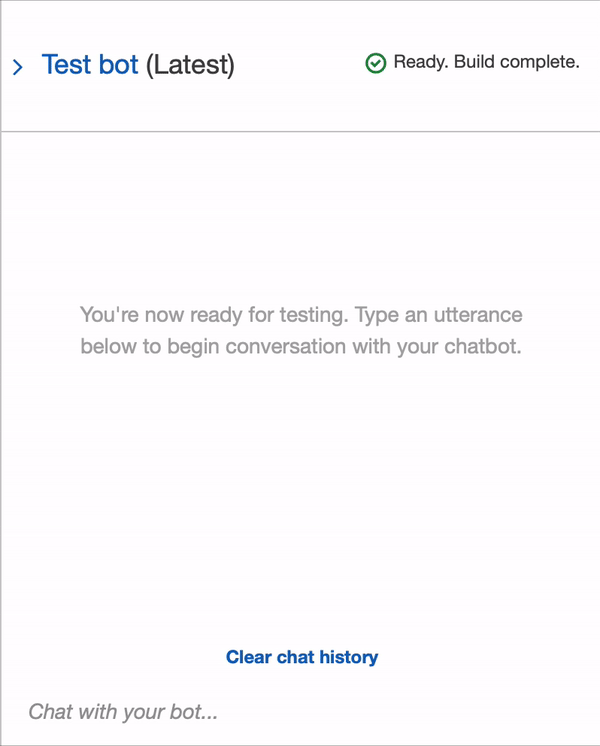 Test bot (Latest)
Ready. Build complete.
You're now ready for testing. Type an utterance
below to begin conversation with your chatbot.
Clear chat history
Chat with your bot...